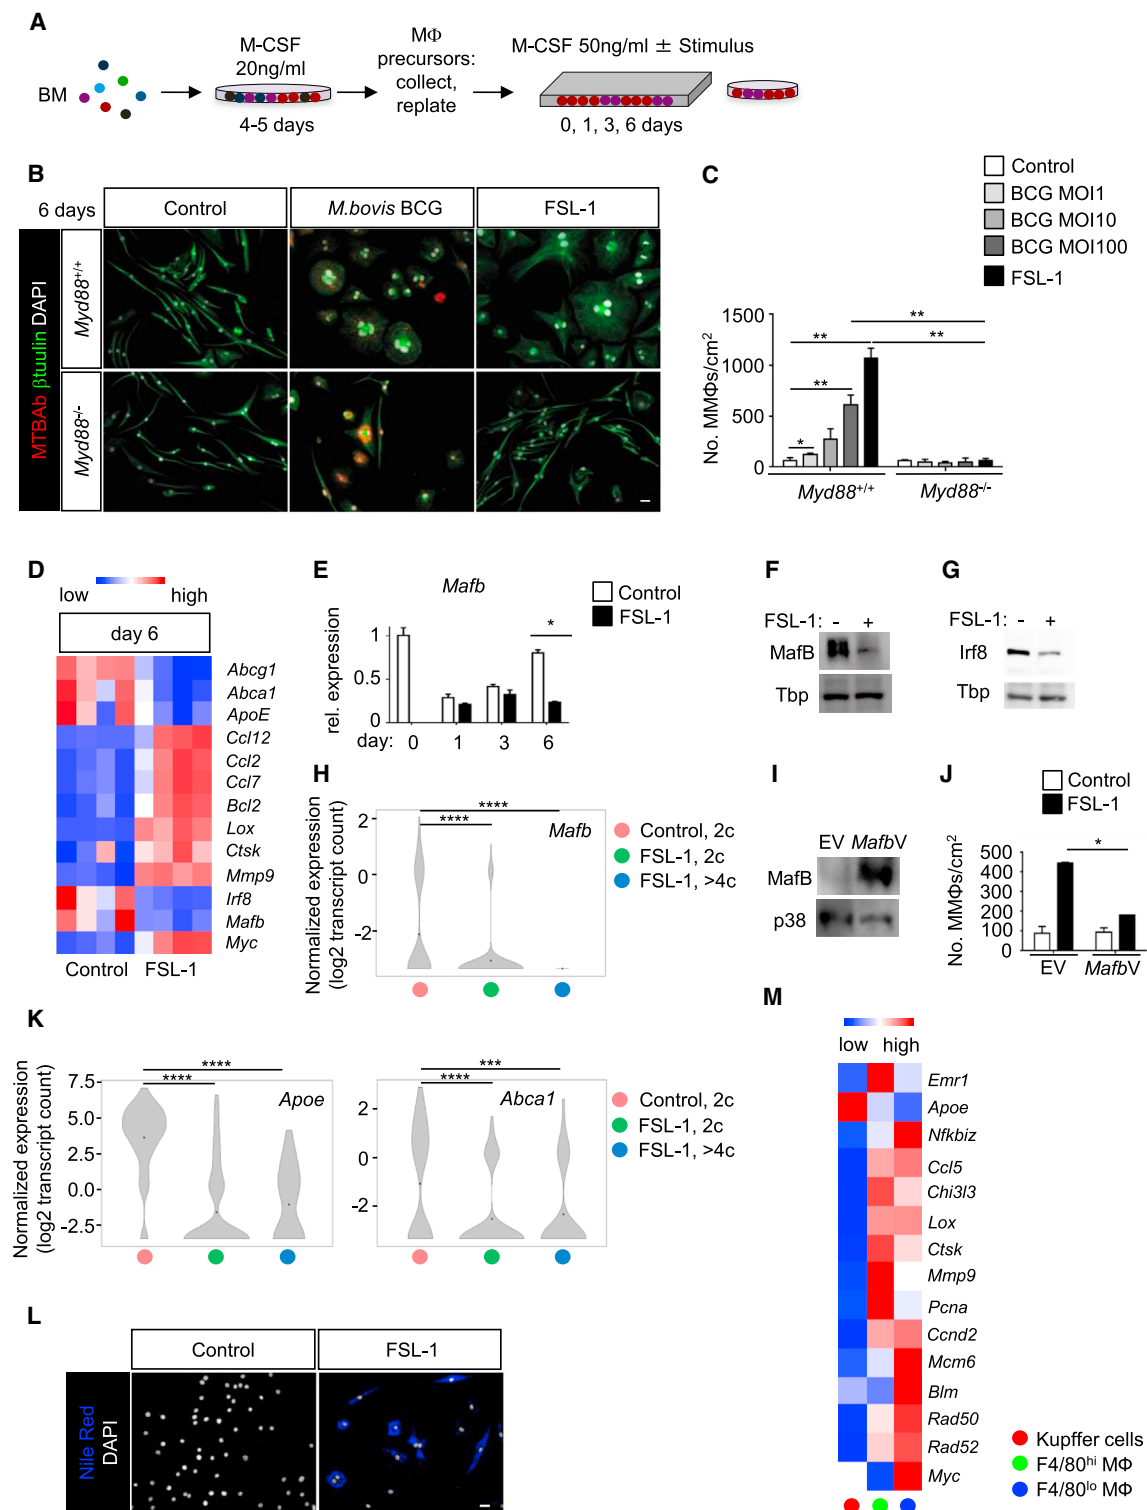 A
BM
M-CSF
20ng/ml
4-5 days
MΦ
precursors:
collect,
replate
M-CSF 50ng/ml ± Stimulus
0, 1, 3, 6 days
B
6 days
Control
M.bovis BCG
FSL-1
MTBAb βtuulin DAPI
Myd88+/+
Myd88-/-
C
Control
BCG MOI1
BCG MOI10
BCG MOI100
FSL-1
No. MMΦs/cm²
1500
1000
500
0
**
**
**
**
*
Myd88+/+
Myd88-/-
D
low
high
day 6
Abcg1
Abca1
ApoE
Ccl12
Ccl2
Ccl7
Bcl2
Lox
Ctsk
Mmp9
Irf8
Mafb
Myc
Control
FSL-1
E
Mafb
Control
FSL-1
rel. expression
1
0.5
0
*
day: 0 1 3 6
F
FSL-1: - +
MafB
Tbp
G
FSL-1: - +
Irf8
Tbp
H
Normalized expression
(log2 transcript count)
2
0
-2
****
****
Mafb
Control, 2c
FSL-1, 2c
FSL-1, >4c
I
EV MafbV
MafB
p38
J
Control
FSL-1
No. MMΦs/cm²
500
400
300
200
100
0
*
EV
MafbV
K
Normalized expression
(log2 transcript count)
7.5
5.0
2.5
0.0
-2.5
****
****
Apoe
2
0
-2
***
****
Abca1
Control, 2c
FSL-1, 2c
FSL-1, >4c
L
Control
FSL-1
Nile Red
DAPI
M
low
high
Emr1
Apoe
Nfkbiz
Ccl5
Chi3l3
Lox
Ctsk
Mmp9
Pcna
Ccnd2
Mcm6
Blm
Rad50
Rad52
Myc
Kupffer cells
F4/80hi MΦ
F4/80lo MΦ